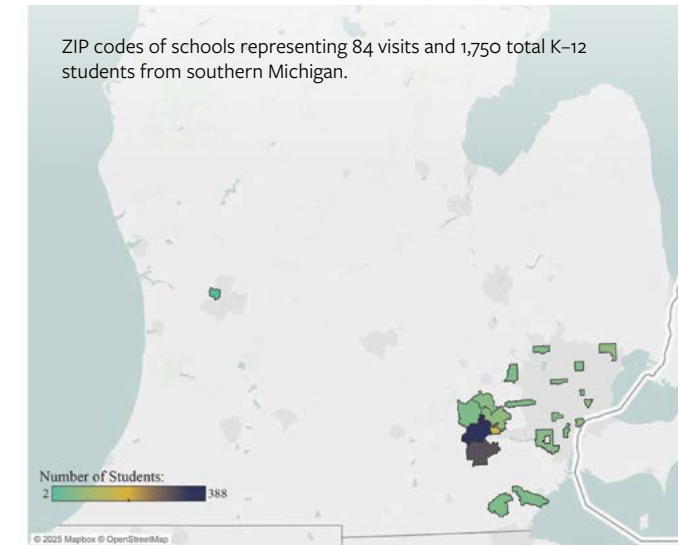 ZIP codes of schools representing 84 visits and 1,750 total K–12
students from southern Michigan.
Number of Students:
2 388
© 2025 Mapbox © OpenStreetMap